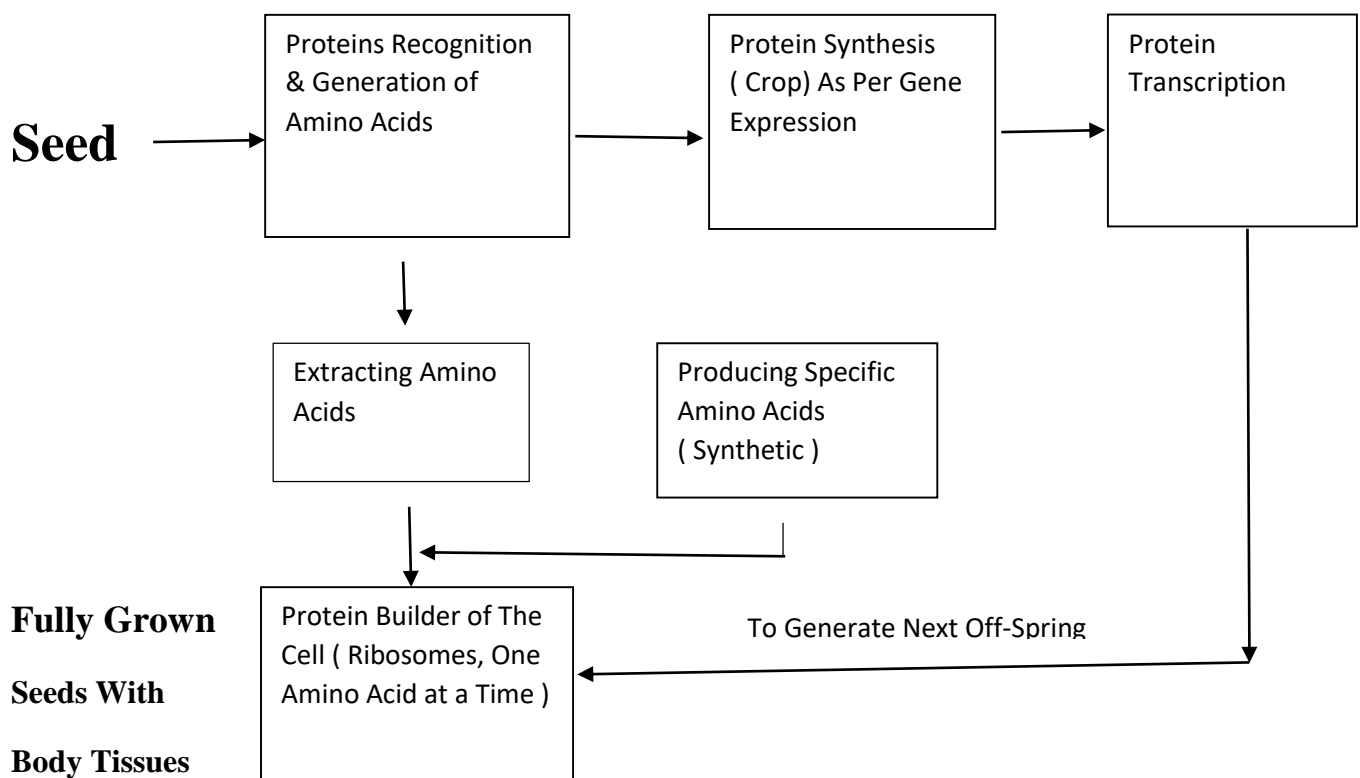 Proteins Recognition
& Generation of
Amino Acids
Protein Synthesis
( Crop) As Per Gene
Expression
Protein
Transcription
Seed
Extracting Amino
Acids
Producing Specific
Amino Acids
( Synthetic )
Fully Grown
Seeds With
Body Tissues
Protein Builder of The
Cell ( Ribosomes, One
Amino Acid at a Time )
To Generate Next Off-Spring